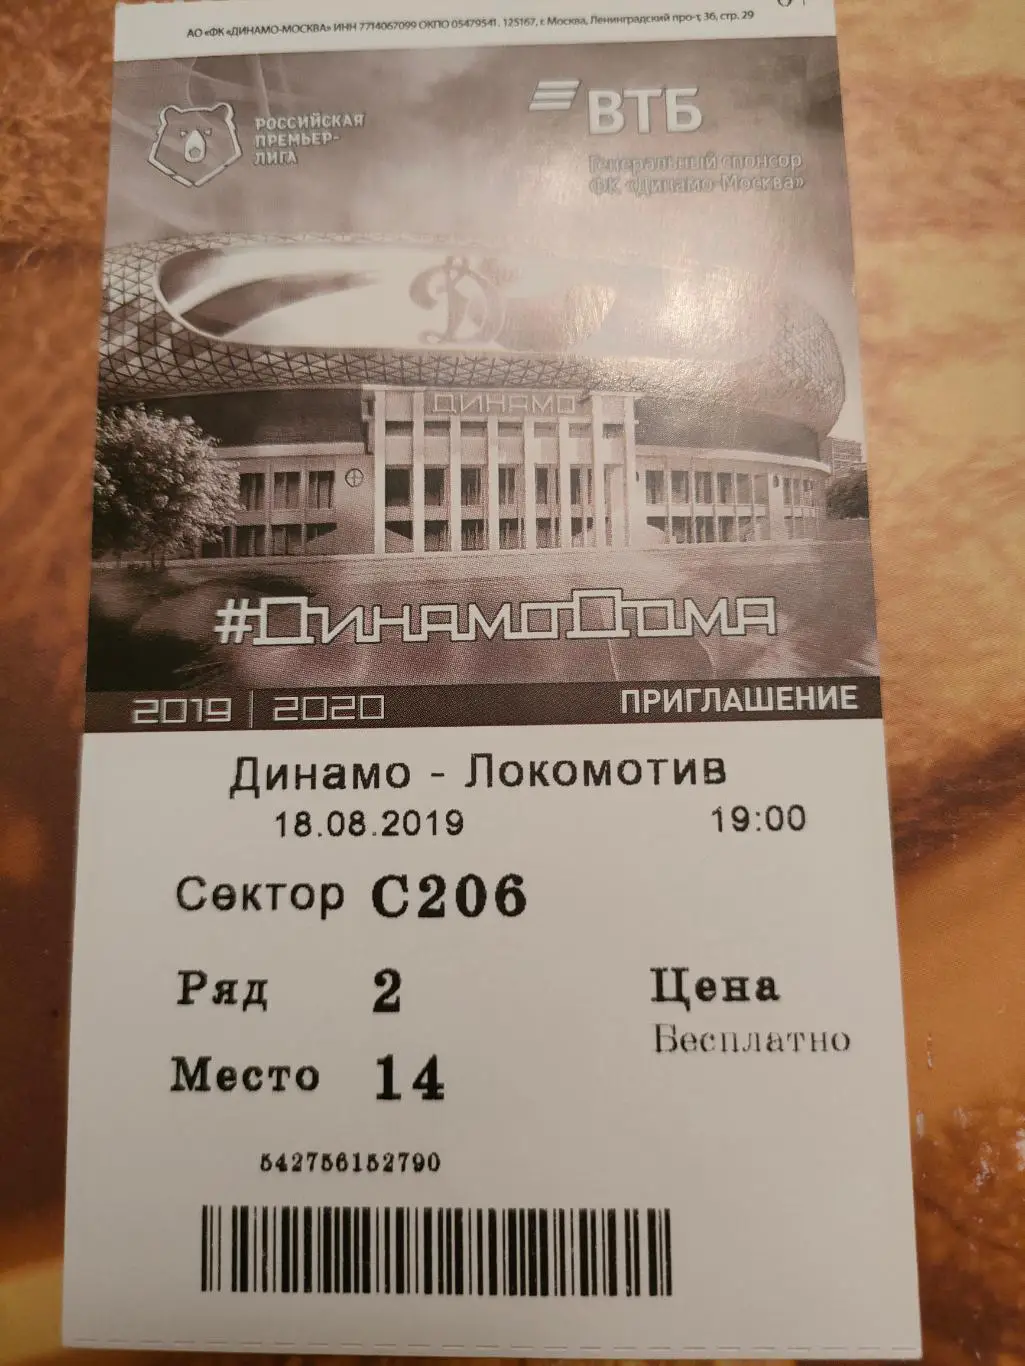 АО «ФК «ДИНАМО-МОСКВА» ИНН 7714067099 ОКПО 05479541, 125167, г. Москва, Ленинградский пр-т, 36, стр. 29
РОССИЙСКАЯ
ПРЕМЬЕР-
ЛИГА
ВТБ
Генеральный спонсор
ФК «Динамо-Москва»
Д
ДИНАМО
#ДИНАМОДОМА
2019 | 2020
ПРИГЛАШЕНИЕ
Динамо - Локомотив
18.08.2019 19:00
Сектор С206
Ряд 2
Цена
Бесплатно
Место 14
542756152790